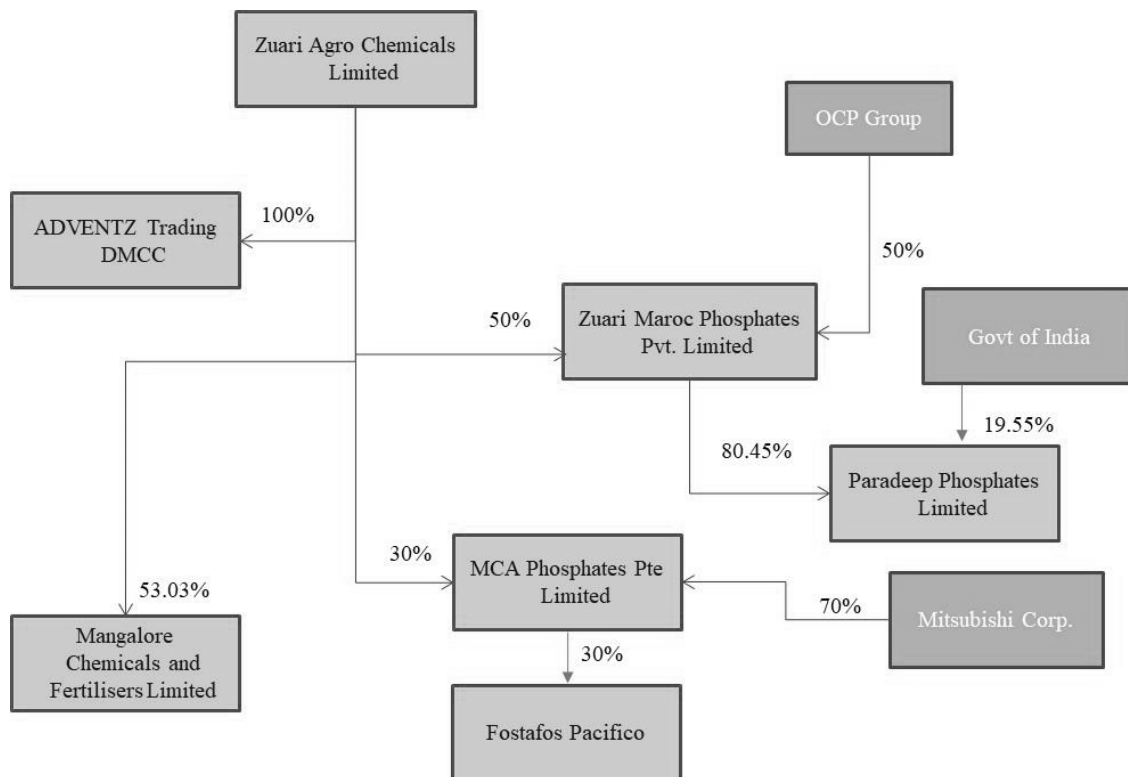 Zuari Agro Chemicals
Limited
OCP Group
ADVENTZ Trading
DMCC
100%
50%
50%
Zuari Maroc Phosphates
Pvt. Limited
Govt of India
19.55%
80.45%
Paradeep Phosphates
Limited
30%
MCA Phosphates Pte
Limited
70%
Mitsubishi Corp.
53.03%
Mangalore
Chemicals and
Fertilisers Limited
30%
Fostafos Pacifico